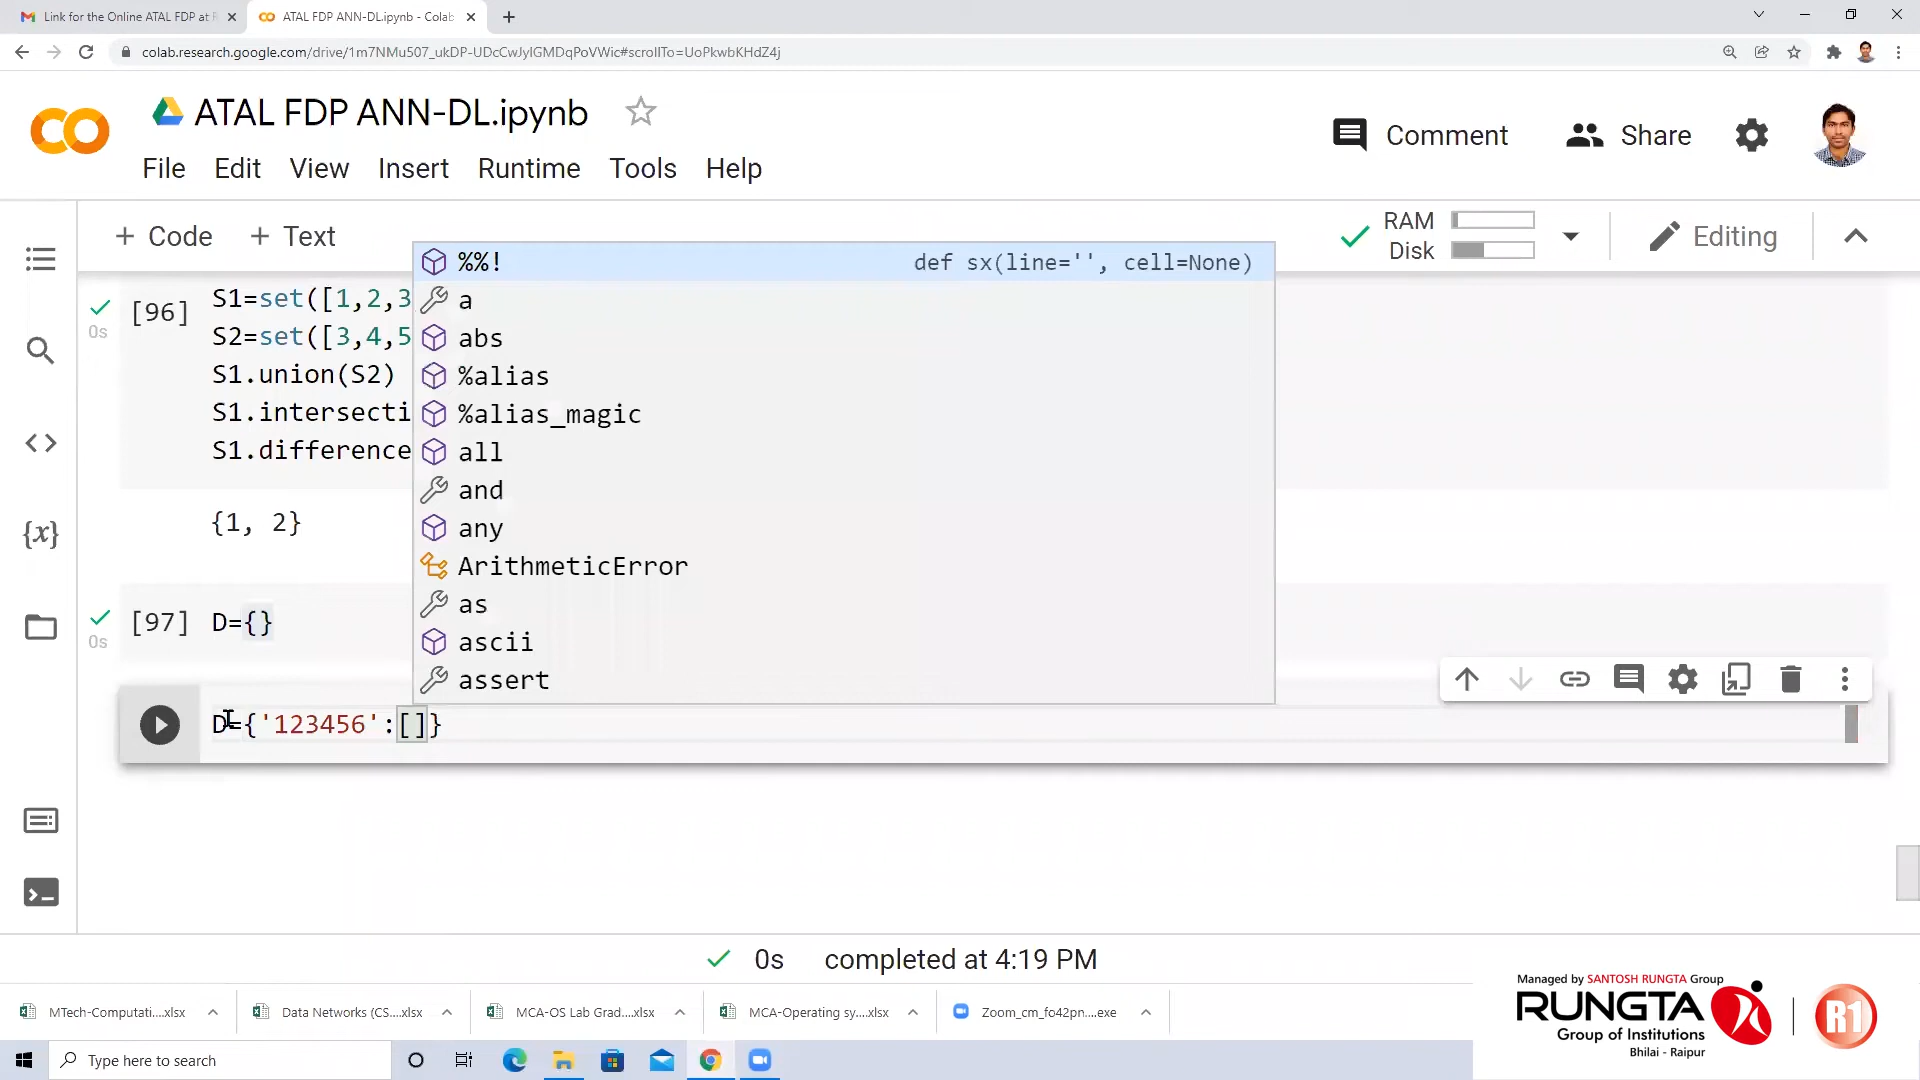 Link for the Online ATAL FDP at
ATAL FDP ANN-DL.ipynb - Colab
colab.research.google.com/drive/1m7NMu507_ukDP-UDcCwJyIGMDqPoVWic#scrollTo=UoPkwbKHdZ4j
ATAL FDP ANN-DL.ipynb
Comment
Share
File Edit View Insert Runtime Tools Help
+ Code + Text
RAM
Disk
Editing
%%! def sx(line='', cell=None)
a
abs
%alias
%alias_magic
all
and
any
ArithmeticError
as
ascii
assert
[96]
0s
S1=set([1,2,3
S2=set([3,4,5
S1.union(S2)
S1.intersecti
S1.difference
{1, 2}
[97] D={}
0s
D={'123456':[]}
0s completed at 4:19 PM
MTech-Computati....xlsx
Data Networks (CS....xlsx
MCA-OS Lab Grad....xlsx
MCA-Operating sy....xlsx
Zoom_cm_fo42pn....exe
Type here to search
Managed by SANTOSH RUNGTA Group
RUNGTA
Group of Institutions
Bhilai - Raipur
R1